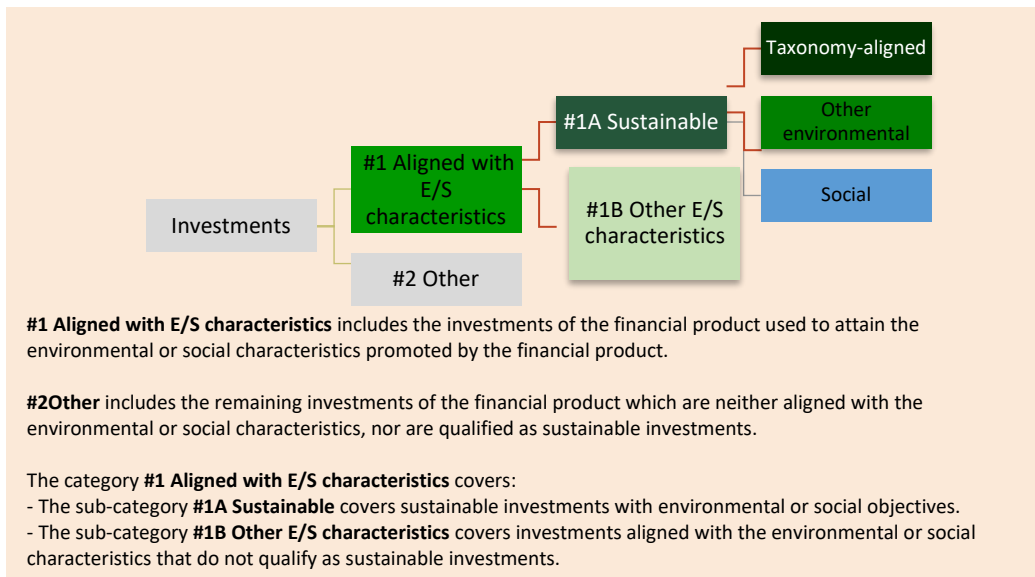 Taxonomy-aligned
#1A Sustainable
Other
environmental
#1 Aligned with
E/S
characteristics
Social
#1B Other E/S
characteristics
Investments
#2 Other
#1 Aligned with E/S characteristics includes the investments of the financial product used to attain the
environmental or social characteristics promoted by the financial product.
#2Other includes the remaining investments of the financial product which are neither aligned with the
environmental or social characteristics, nor are qualified as sustainable investments.
The category #1 Aligned with E/S characteristics covers:
- The sub-category #1A Sustainable covers sustainable investments with environmental or social objectives.
- The sub-category #1B Other E/S characteristics covers investments aligned with the environmental or social
characteristics that do not qualify as sustainable investments.